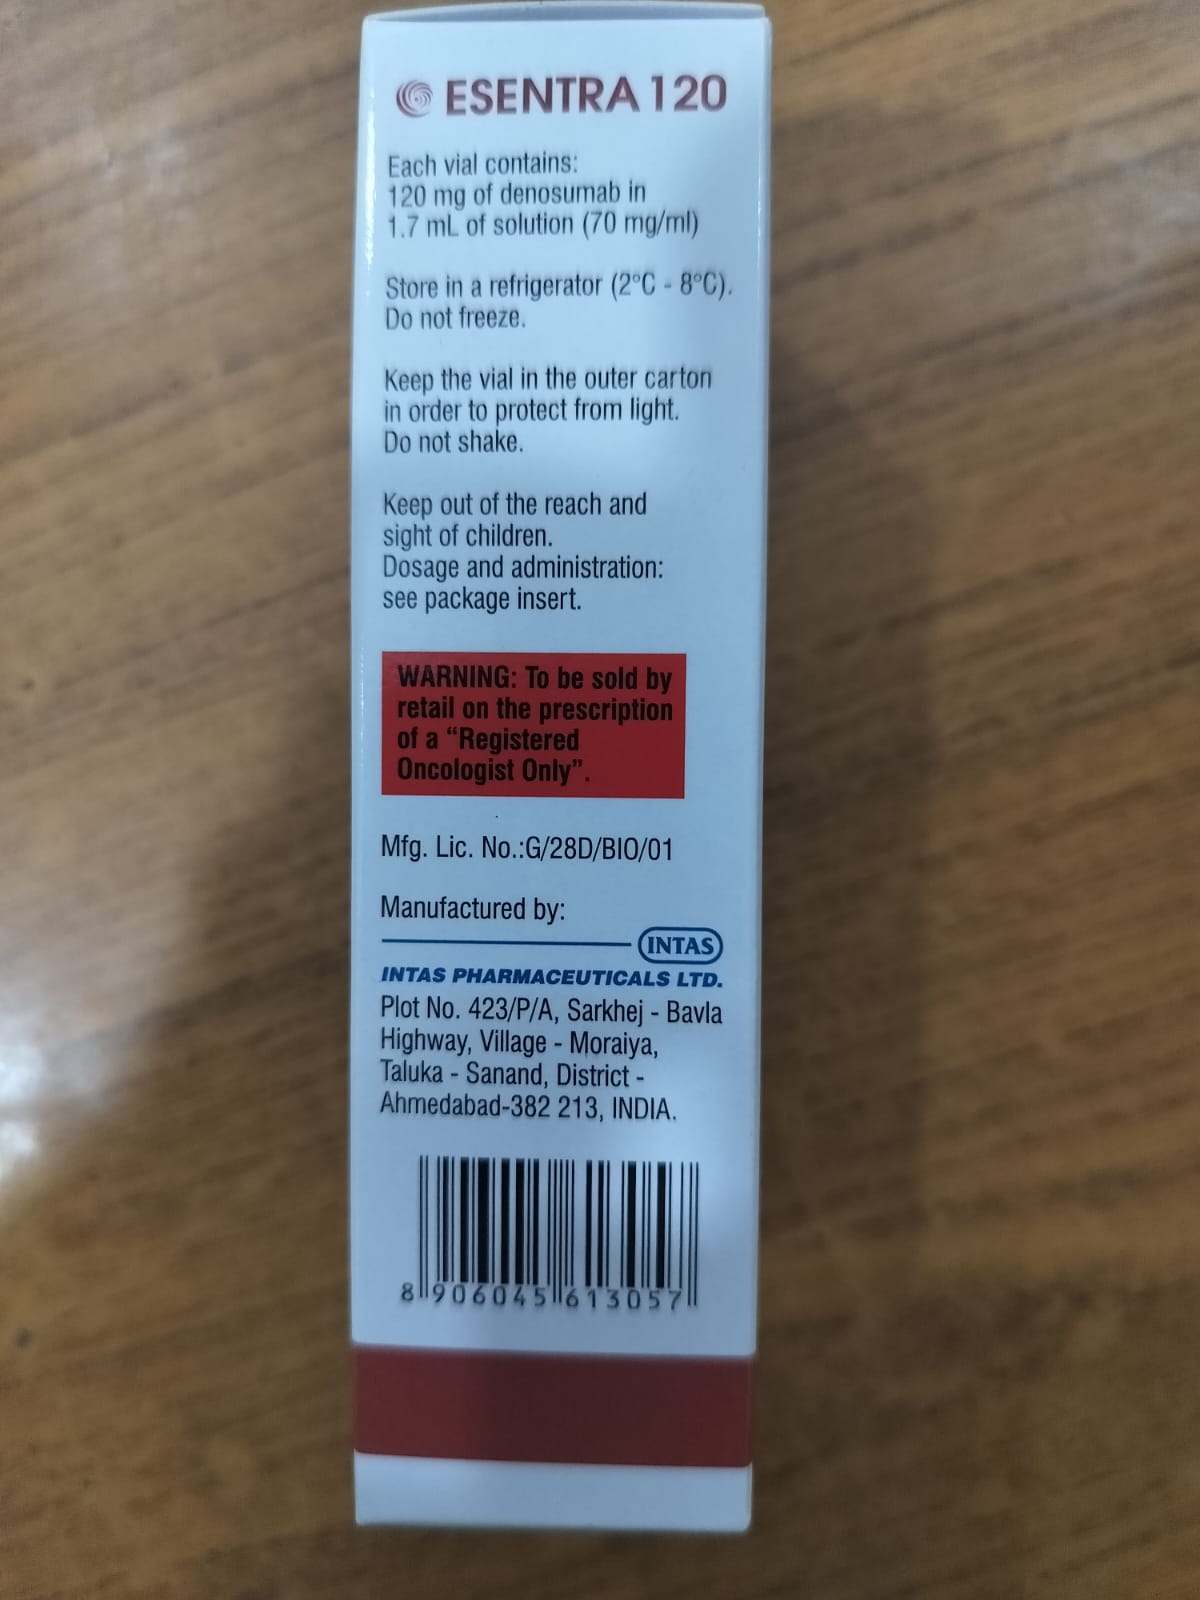 ESENTRA 120
Each vial contains:
120 mg of denosumab in
1.7 mL of solution (70 mg/ml)
Store in a refrigerator (2°C - 8°C).
Do not freeze.
Keep the vial in the outer carton
in order to protect from light.
Do not shake.
Keep out of the reach and
sight of children.
Dosage and administration:
see package insert.
WARNING: To be sold by
retail on the prescription
of a “Registered
Oncologist Only”.
Mfg. Lic. No.:G/28D/BIO/01
Manufactured by:
INTAS
INTAS PHARMACEUTICALS LTD.
Plot No. 423/P/A, Sarkhej - Bavla
Highway, Village - Moraiya,
Taluka - Sanand, District -
Ahmedabad-382 213, INDIA.
8 906045 613057